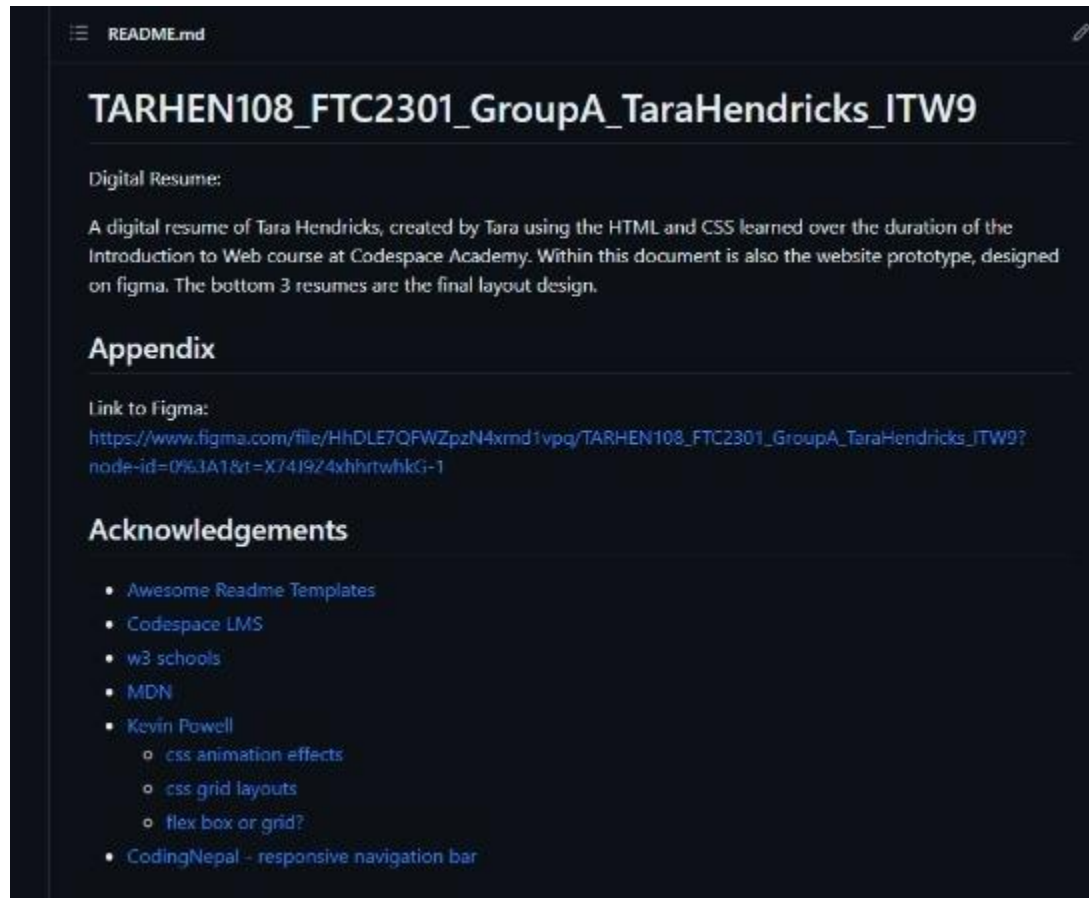 README.md
TARHEN108_FTC2301_GroupA_TaraHendricks_ITW9
Digital Resume:
A digital resume of Tara Hendricks, created by Tara using the HTML and CSS learned over the duration of the
Introduction to Web course at Codespace Academy. Within this document is also the website prototype, designed
on figma. The bottom 3 resumes are the final layout design.
Appendix
Link to Figma:
https://www.figma.com/file/HhDLE7QFWZpzN4xrnd1vpq/TARHEN108_FTC2301_GroupA_TaraHendricks_ITW9?
node-id=0%3A1&t=X74J9Z4xhhrtwhkG-1
Acknowledgements
Awesome Readme Templates
Codespace LMS
w3 schools
MDN
Kevin Powell
css animation effects
css grid layouts
flex box or grid?
CodingNepal - responsive navigation bar